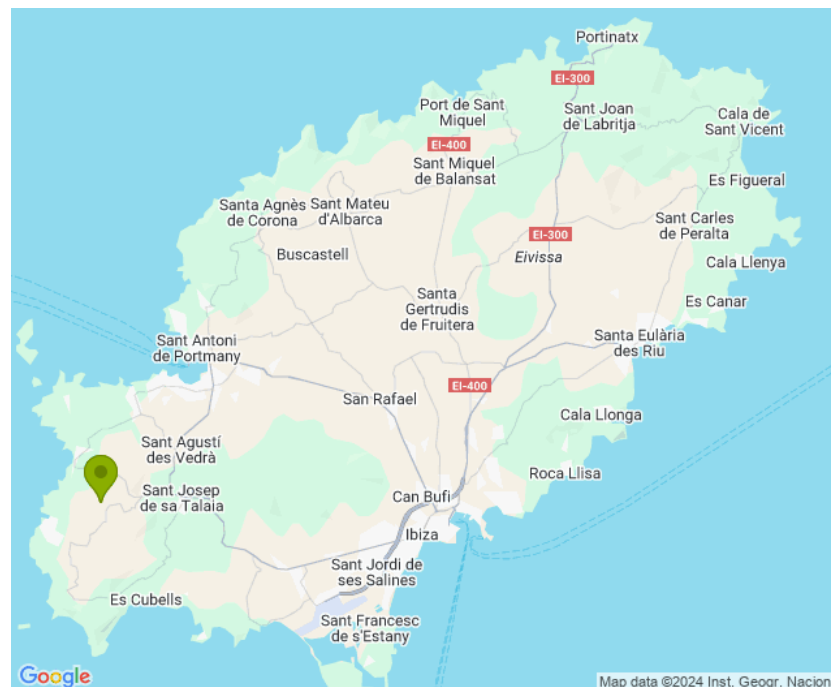 Portinatx
EI-300
Port de Sant
Miquel
Sant Joan
de Labritja
Cala de
Sant Vicent
EI-400
Sant Miquel
de Balansat
Es Figueral
Santa Agnès
de Corona
Sant Mateu
d'Albarca
Sant Carles
de Peralta
EI-300
Buscastell
Eivissa
Cala Llenya
Santa
Gertrudis
de Fruitera
Es Canar
Sant Antoni
de Portmany
Santa Eulària
des Riu
EI-400
San Rafael
Cala Llonga
Sant Agustí
des Vedrà
Roca Llisa
Sant Josep
de sa Talaia
Can Bufí
Ibiza
Sant Jordi de
ses Salines
Es Cubells
Sant Francesc
de s'Estany
Google
Map data ©2024 Inst. Geogr. Nacion